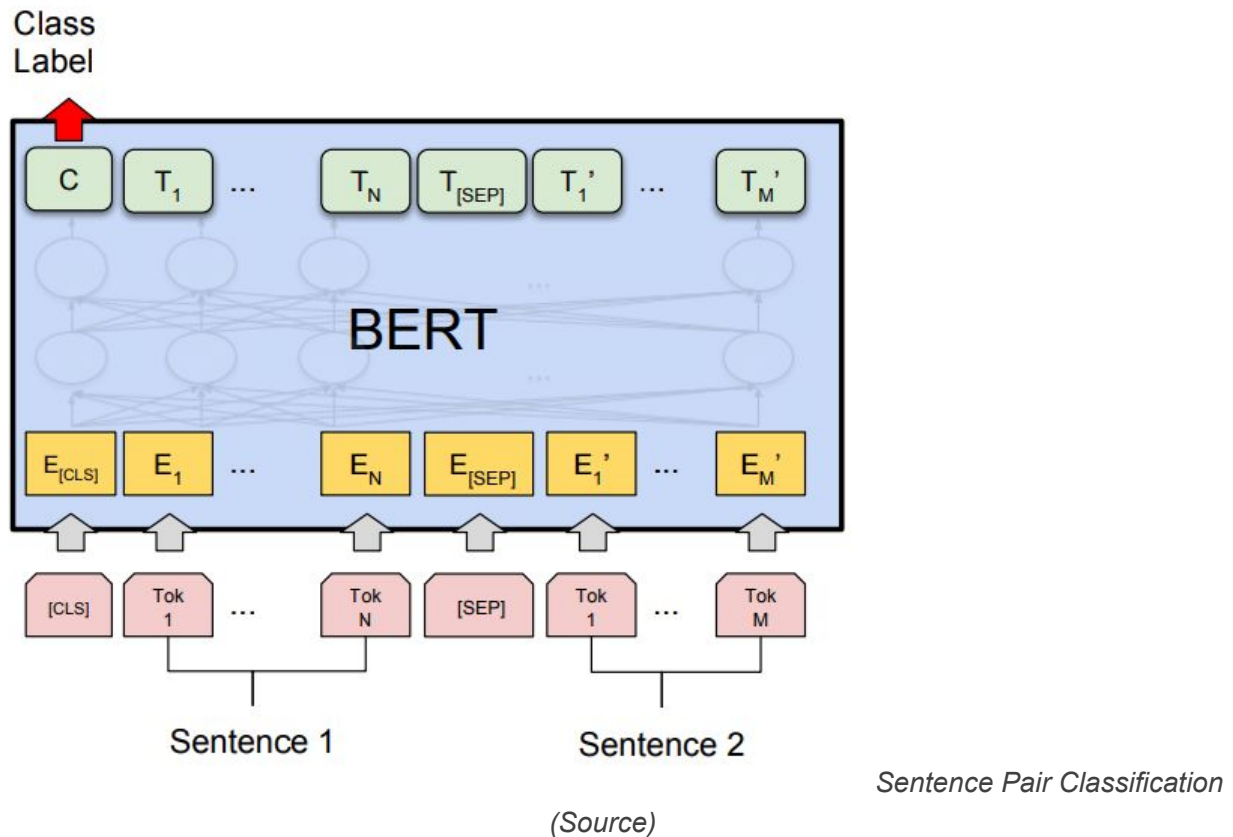 Class
Label
C T1 ... TN T[SEP] T1’ ... TM’
...
BERT
...
E[CLS] E1 ... EN E[SEP] E1’ ... EM’
[CLS] Tok 1 ... Tok N [SEP] Tok 1 ... Tok M
Sentence 1 Sentence 2
Sentence Pair Classification
(Source)